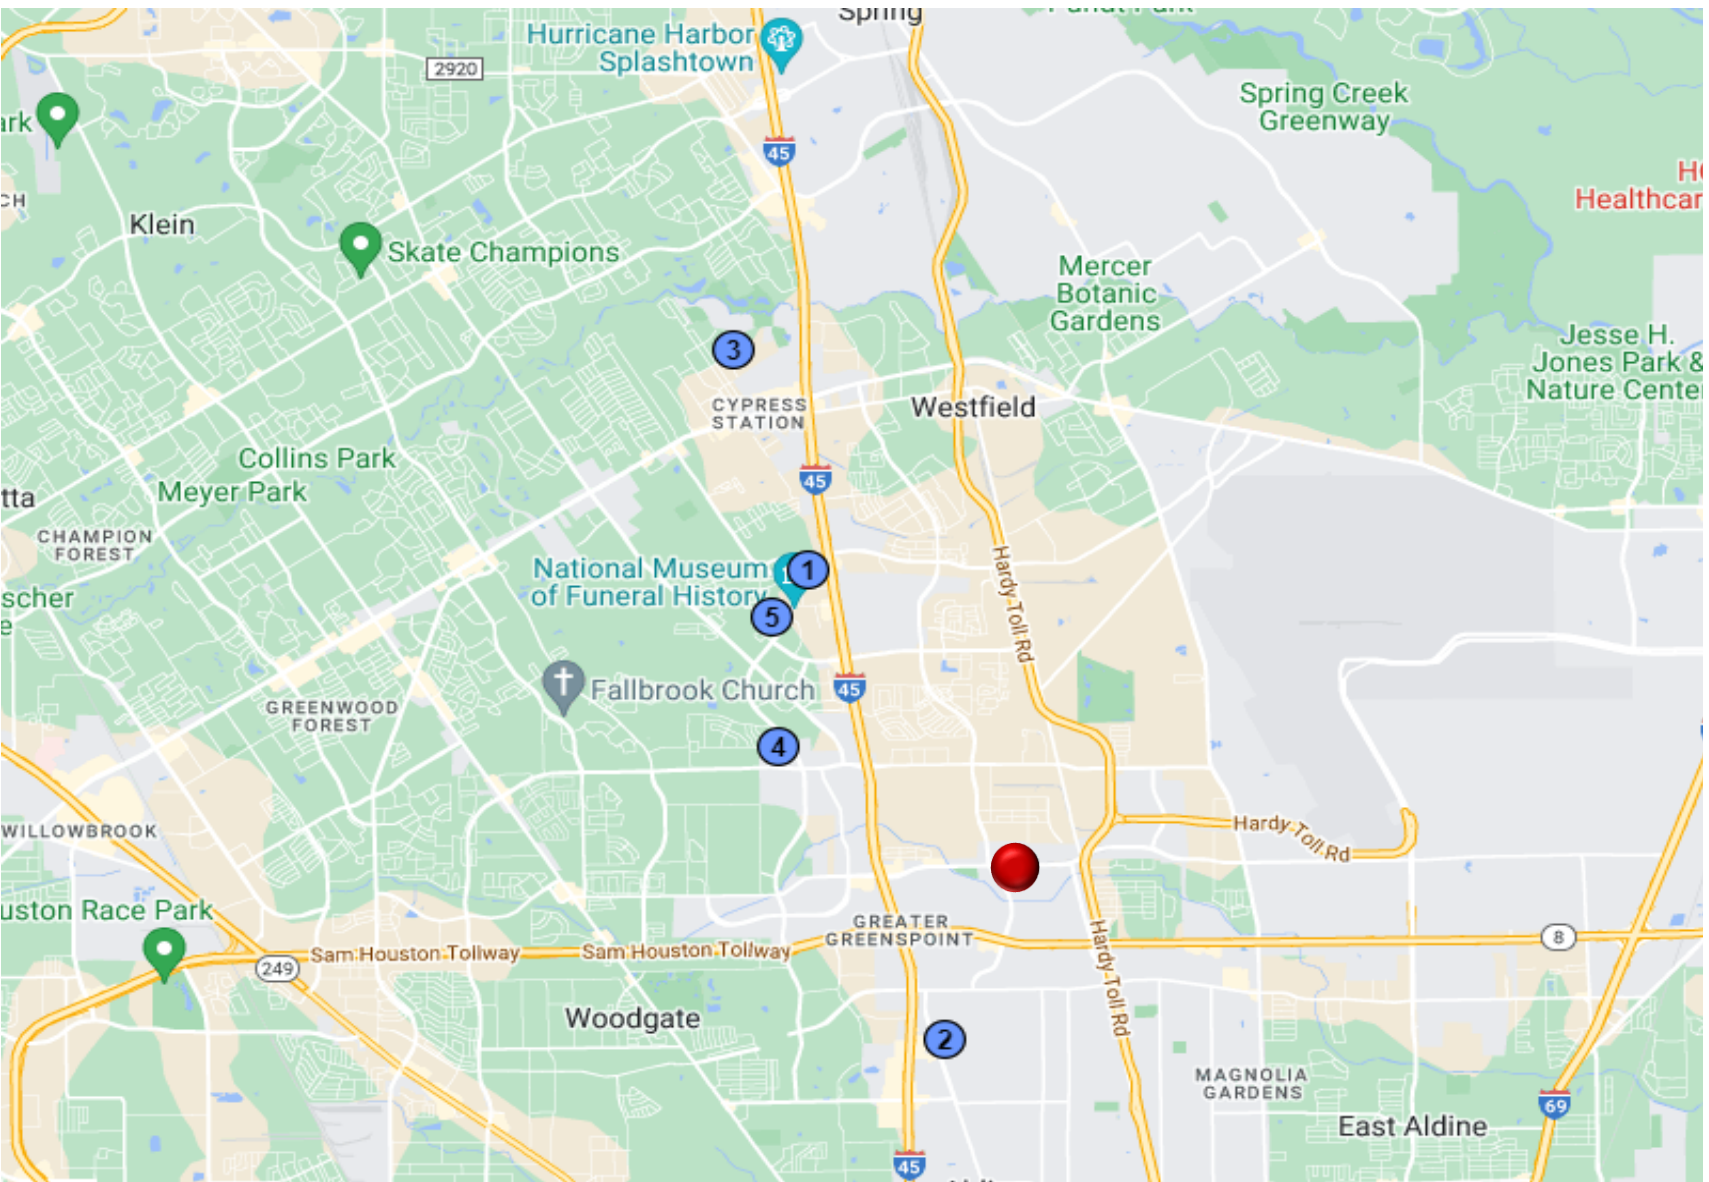 Spring
Hurricane Harbor
Splashtown
2920
45
Spring Creek
Greenway
ark
Healthcar
CH
Klein
Skate Champions
Mercer
Botanic
Gardens
Jesse H.
Jones Park &
Nature Center
3
CYPRESS
STATION
Westfield
Collins Park
Meyer Park
45
tta
CHAMPION
FOREST
National Museum
of Funeral History
1
5
Hardy Toll Rd
scher
e
Fallbrook Church
45
GREENWOOD
FOREST
4
WILLOWBROOK
Hardy Toll Rd
uston Race Park
GREATER
GREENSPOINT
8
249
Sam Houston Tollway
Sam Houston Tollway
Hardy Toll Rd
Woodgate
2
MAGNOLIA
GARDENS
69
East Aldine
45